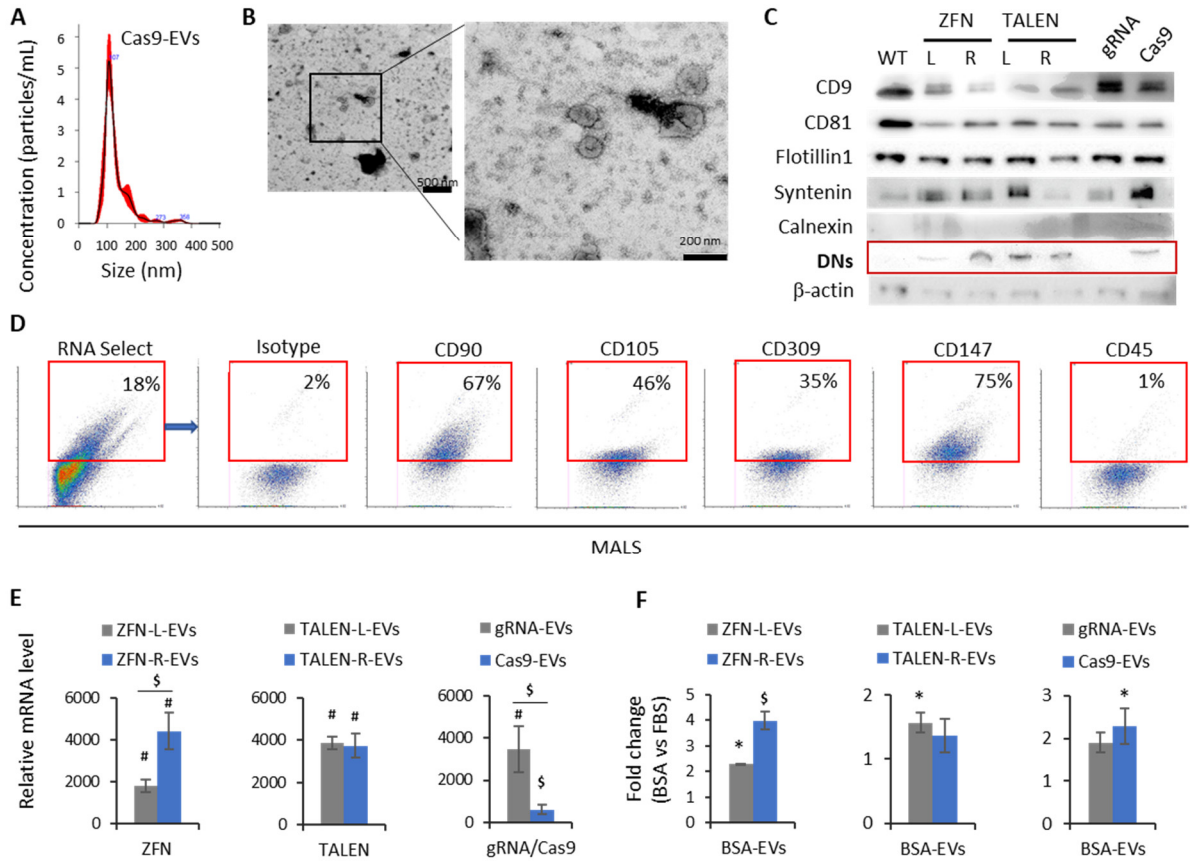 A
Cas9-EVs
Concentration (particles/mL)
6
5
4
3
2
1
0
107
273
356
0 100 200 300 400 500
Size (nm)
B
500 nm
200 nm
C
ZFN TALEN gRNA Cas9
WT L R L R
CD9
CD81
Flotillin1
Syntenin
Calnexin
DNs
β-actin
D
RNA Select Isotype CD90 CD105 CD309 CD147 CD45
18% 2% 67% 46% 35% 75% 1%
MALS
E
Relative mRNA level
ZFN-L-EVs
ZFN-R-EVs
6000
4000
2000
0
$
#
#
ZFN
TALEN-L-EVs
TALEN-R-EVs
6000
4000
2000
0
# #
TALEN
gRNA-EVs
Cas9-EVs
6000
4000
2000
0
$
#
$
gRNA/Cas9
F
Fold change
(BSA vs FBS)
ZFN-L-EVs
ZFN-R-EVs
5
4
3
2
1
0
$
*
BSA-EVs
TALEN-L-EVs
TALEN-R-EVs
2
1
0
*
BSA-EVs
gRNA-EVs
Cas9-EVs
3
2
1
0
*
BSA-EVs